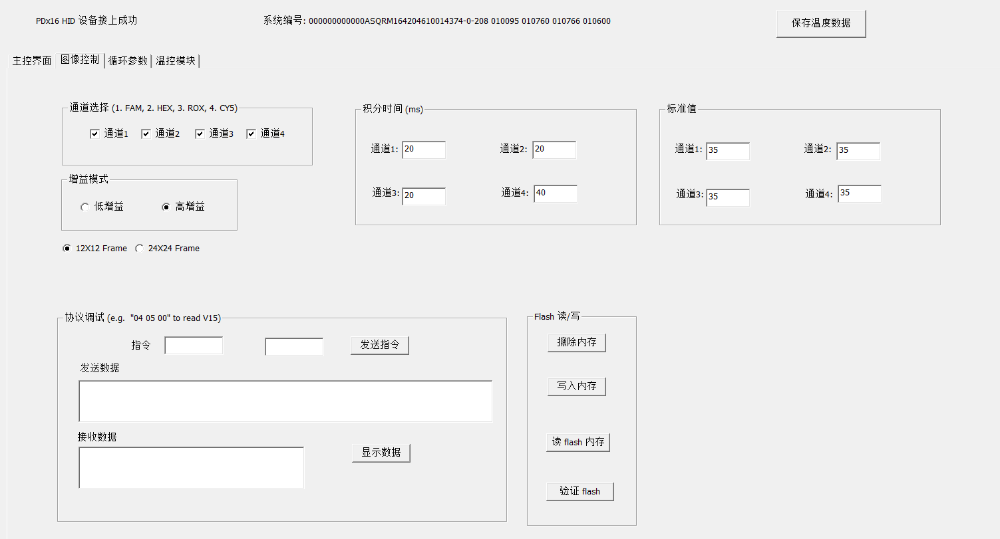 PDx16 HID 设备接上成功
系统编号: 000000000000ASQRM164204610014374-0-208 010095 010760 010766 010600
保存温度数据
主控界面 图像控制 循环参数 温控模块
通道选择 (1. FAM, 2. HEX, 3. ROX, 4. CY5)
通道1 通道2 通道3 通道4
增益模式
低增益 高增益
12X12 Frame 24X24 Frame
积分时间 (ms)
通道1: 20 通道2: 20
通道3: 20 通道4: 40
标准值
通道1: 35 通道2: 35
通道3: 35 通道4: 35
协议调试 (e.g. "04 05 00" to read V15)
指令 发送指令
发送数据
接收数据
显示数据
Flash 读/写
擦除内存
写入内存
读 flash 内存
验证 flash